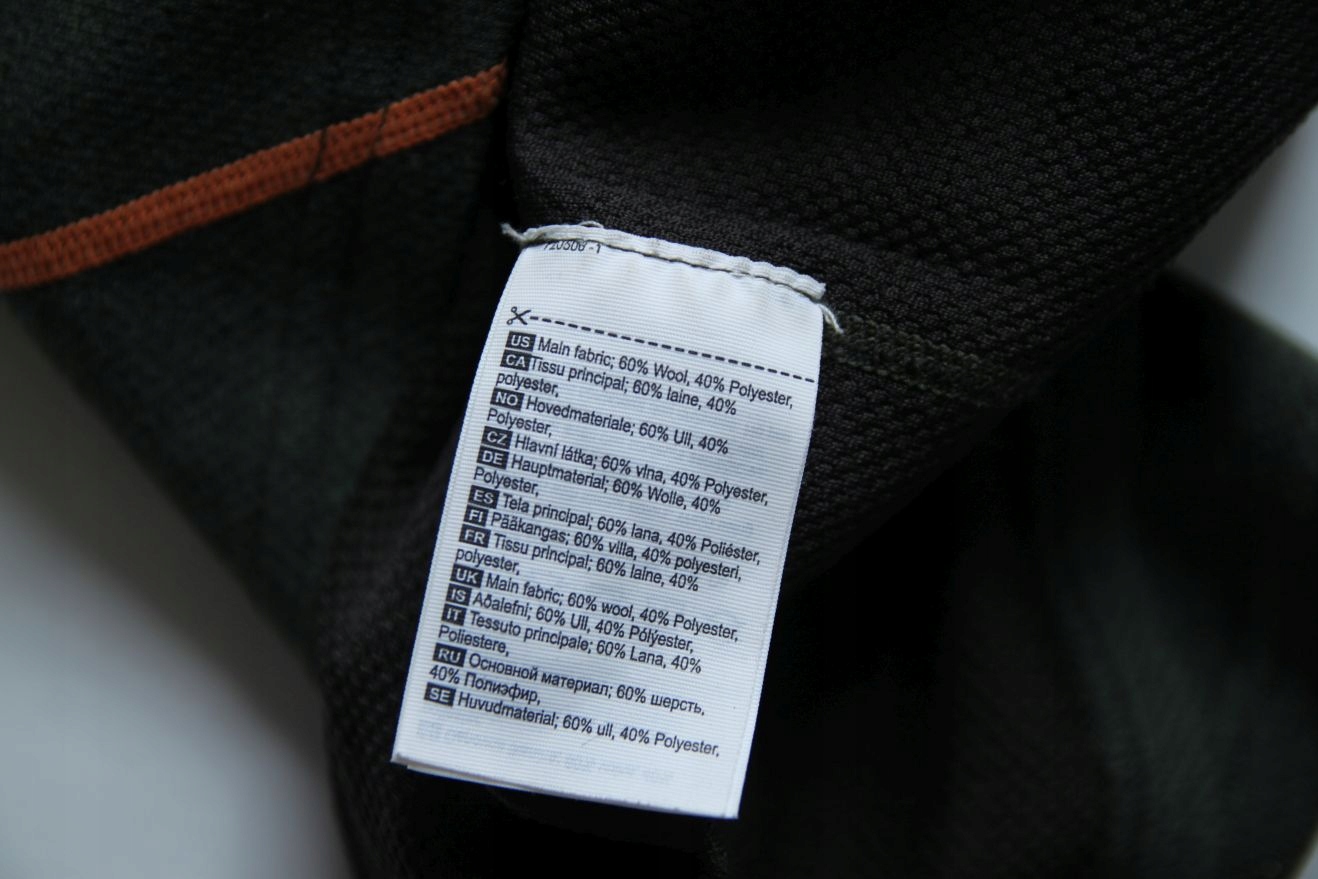 US Main fabric; 60% Wool, 40% Polyester,
CA Tissu principal; 60% laine, 40%
polyester,
NO Hovedmateriale; 60% Ull, 40%
Polyester,
CZ Hlavní látka; 60% vlna, 40% Polyester,
DE Hauptmaterial; 60% Wolle, 40%
Polyester,
ES Tela principal; 60% lana, 40% Poliéster,
FI Pääkangas; 60% villa, 40% polyesteri,
FR Tissu principal; 60% laine, 40%
polyester,
UK Main fabric; 60% wool, 40% Polyester,
IS Aðalefni; 60% Ull, 40% Pólýester,
IT Tessuto principale; 60% Lana, 40%
Poliestere,
RU Основной материал; 60% шерсть,
40% Полиэфир,
SE Huvudmaterial; 60% ull, 40% Polyester,